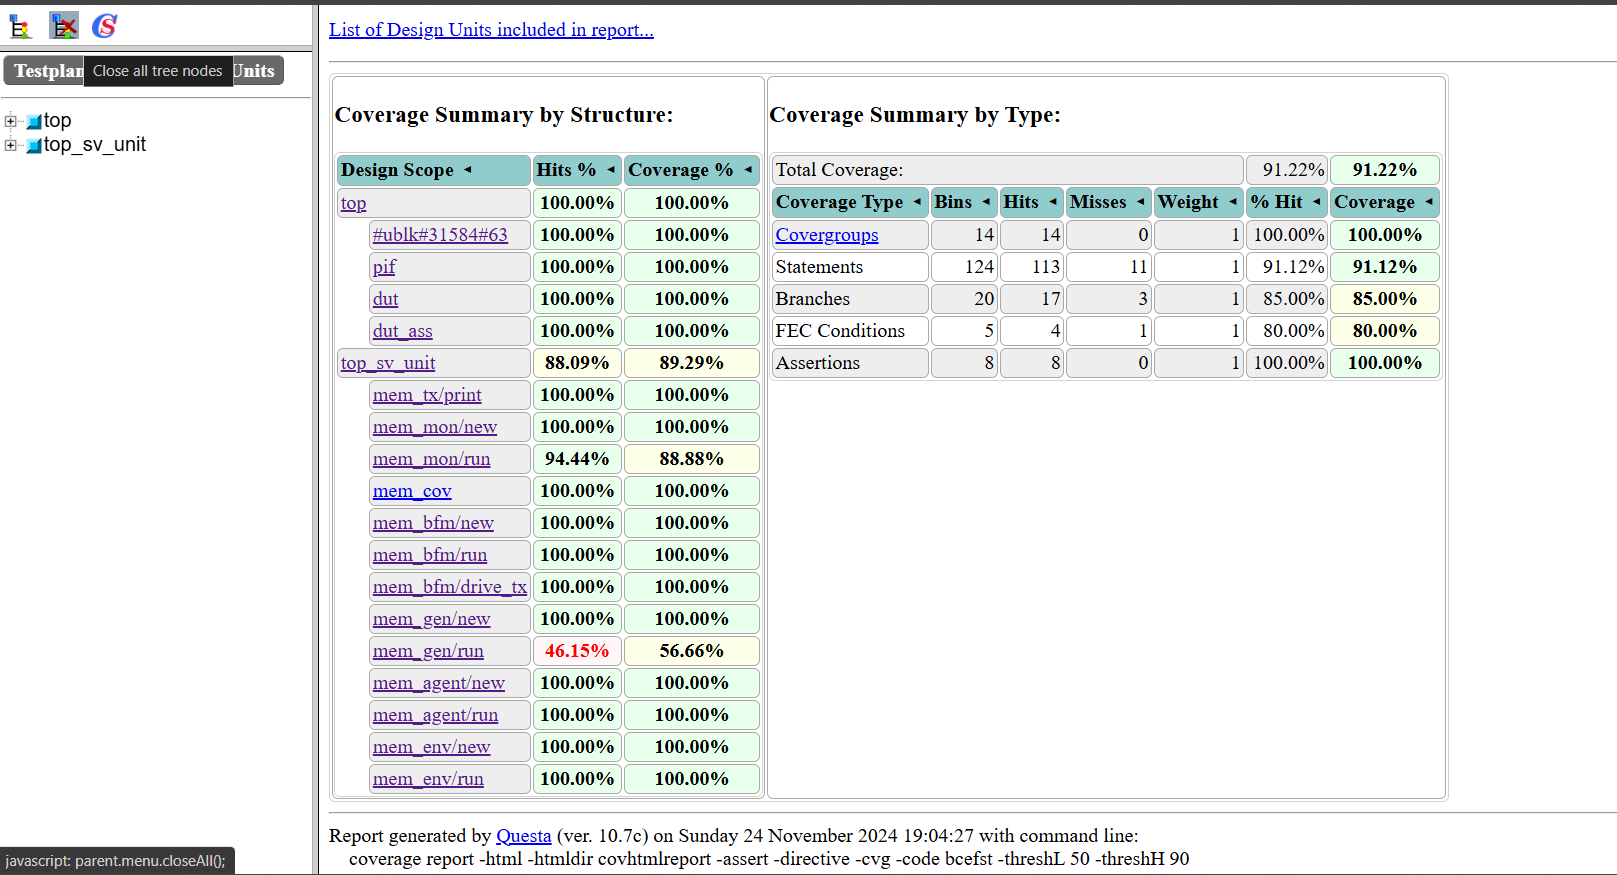 List of Design Units included in report...
Testplan Close all tree nodes Units
top
top_sv_unit
Coverage Summary by Structure:
Design Scope ◄ Hits % ◄ Coverage % ◄
top 100.00% 100.00%
#ublk#31584#63 100.00% 100.00%
pif 100.00% 100.00%
dut 100.00% 100.00%
dut_ass 100.00% 100.00%
top_sv_unit 88.09% 89.29%
mem_tx/print 100.00% 100.00%
mem_mon/new 100.00% 100.00%
mem_mon/run 94.44% 88.88%
mem_cov 100.00% 100.00%
mem_bfm/new 100.00% 100.00%
mem_bfm/run 100.00% 100.00%
mem_bfm/drive_tx 100.00% 100.00%
mem_gen/new 100.00% 100.00%
mem_gen/run 46.15% 56.66%
mem_agent/new 100.00% 100.00%
mem_agent/run 100.00% 100.00%
mem_env/new 100.00% 100.00%
mem_env/run 100.00% 100.00%
Coverage Summary by Type:
Total Coverage: 91.22% 91.22%
Coverage Type ◄ Bins ◄ Hits ◄ Misses ◄ Weight ◄ % Hit ◄ Coverage ◄
Covergroups 14 14 0 1 100.00% 100.00%
Statements 124 113 11 1 91.12% 91.12%
Branches 20 17 3 1 85.00% 85.00%
FEC Conditions 5 4 1 1 80.00% 80.00%
Assertions 8 8 0 1 100.00% 100.00%
Report generated by Questa (ver. 10.7c) on Sunday 24 November 2024 19:04:27 with command line:
coverage report -html -htmldir covhtmlreport -assert -directive -cvg -code bcefst -threshL 50 -threshH 90
javascript: parent.menu.closeAll();